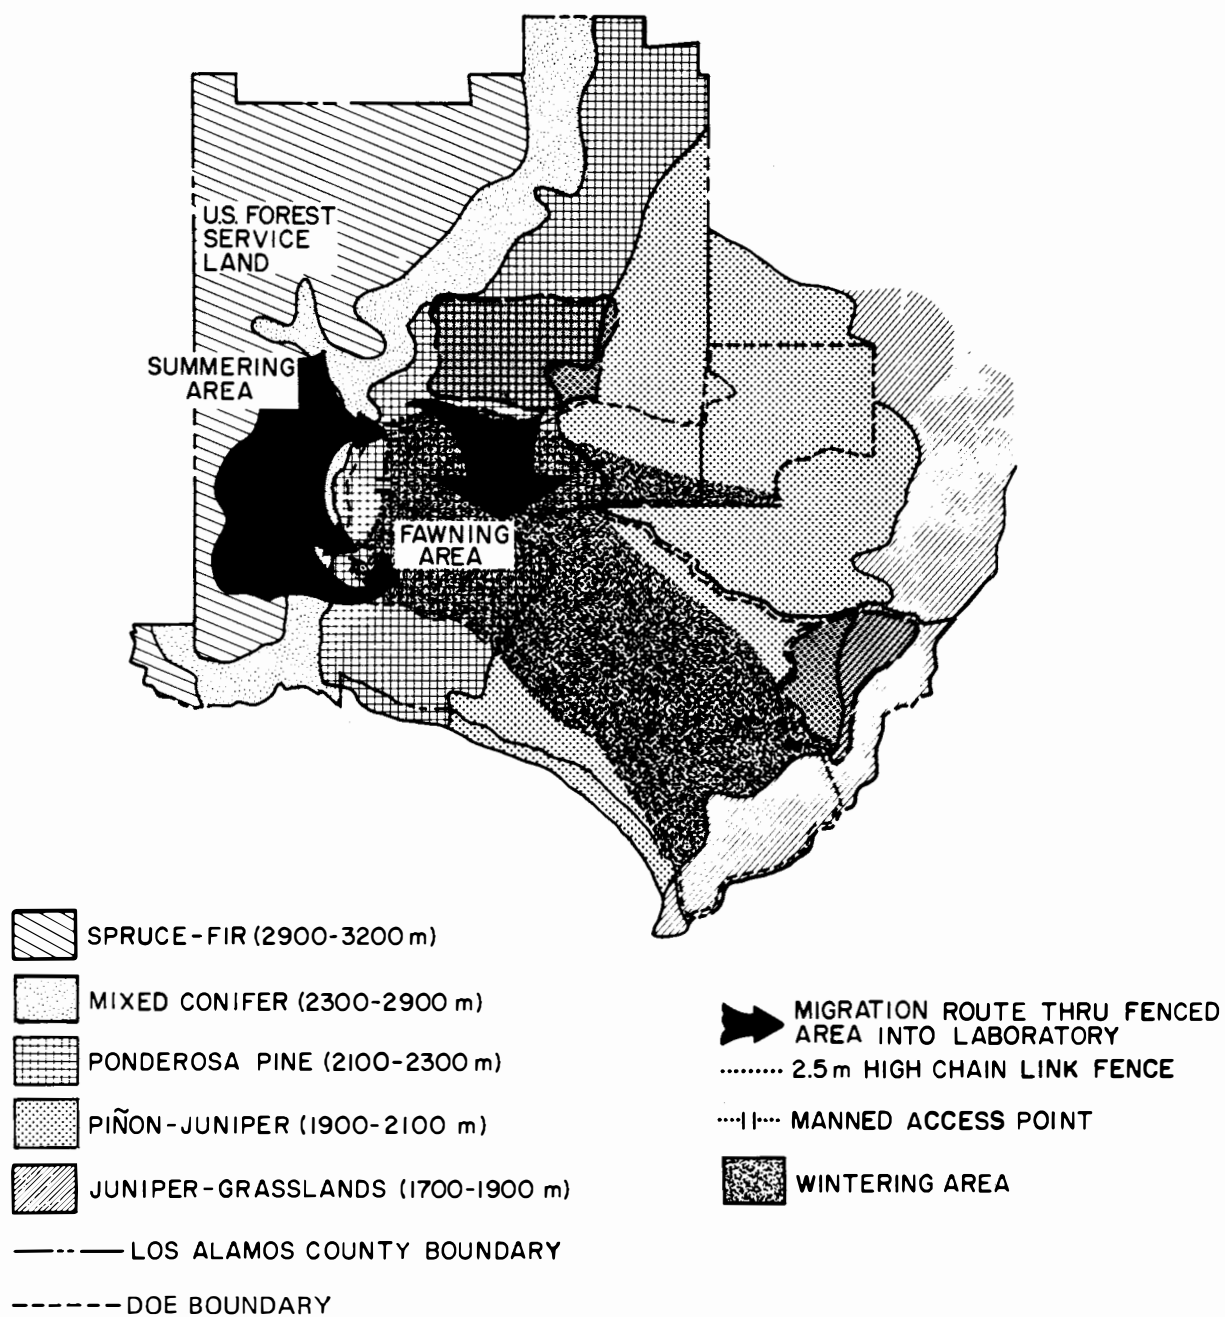 U.S. FOREST
SERVICE
LAND
SUMMERING
AREA
FAWNING
AREA
SPRUCE-FIR (2900-3200 m)
MIXED CONIFER (2300-2900 m)
PONDEROSA PINE (2100-2300 m)
PIÑON-JUNIPER (1900-2100 m)
JUNIPER-GRASSLANDS (1700-1900 m)
LOS ALAMOS COUNTY BOUNDARY
DOE BOUNDARY
MIGRATION ROUTE THRU FENCED
AREA INTO LABORATORY
2.5 m HIGH CHAIN LINK FENCE
MANNED ACCESS POINT
WINTERING AREA